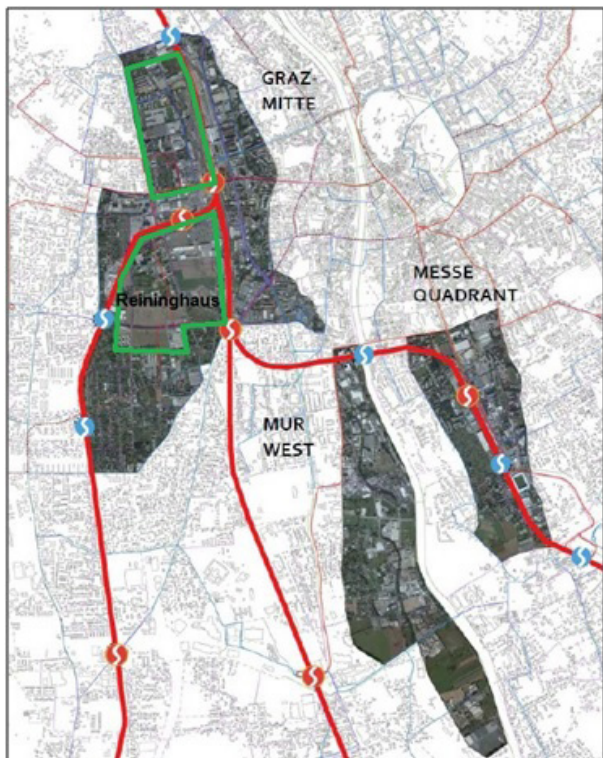 GRAZ-
MITTE
MESSE
QUADRANT
Reininghaus
MUR
WEST